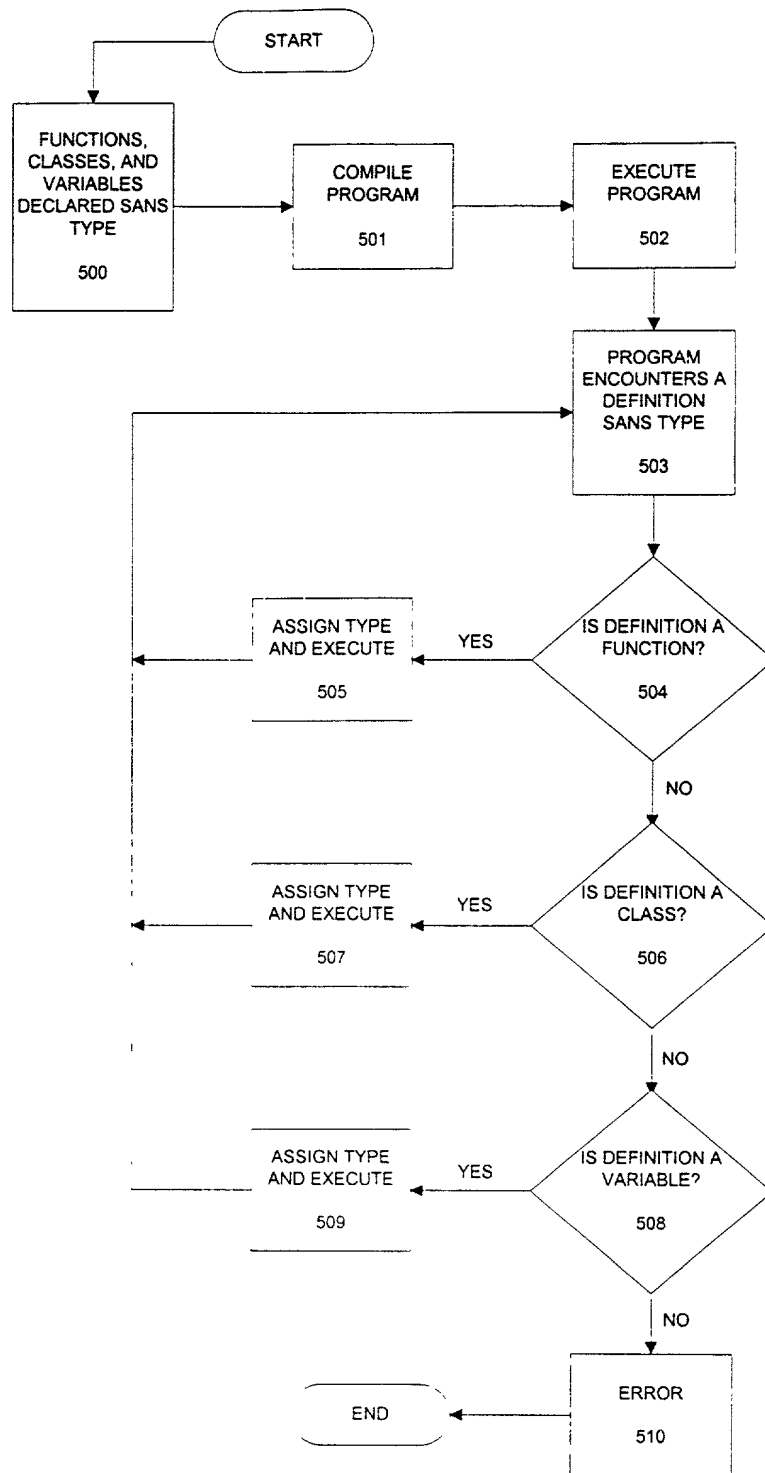 START
FUNCTIONS,
CLASSES, AND
VARIABLES
DECLARED SANS
TYPE
500
COMPILE
PROGRAM
501
EXECUTE
PROGRAM
502
PROGRAM
ENCOUNTERS A
DEFINITION
SANS TYPE
503
IS DEFINITION A
FUNCTION?
504
YES
ASSIGN TYPE
AND EXECUTE
505
NO
IS DEFINITION A
CLASS?
506
YES
ASSIGN TYPE
AND EXECUTE
507
NO
IS DEFINITION A
VARIABLE?
508
YES
ASSIGN TYPE
AND EXECUTE
509
NO
ERROR
510
END